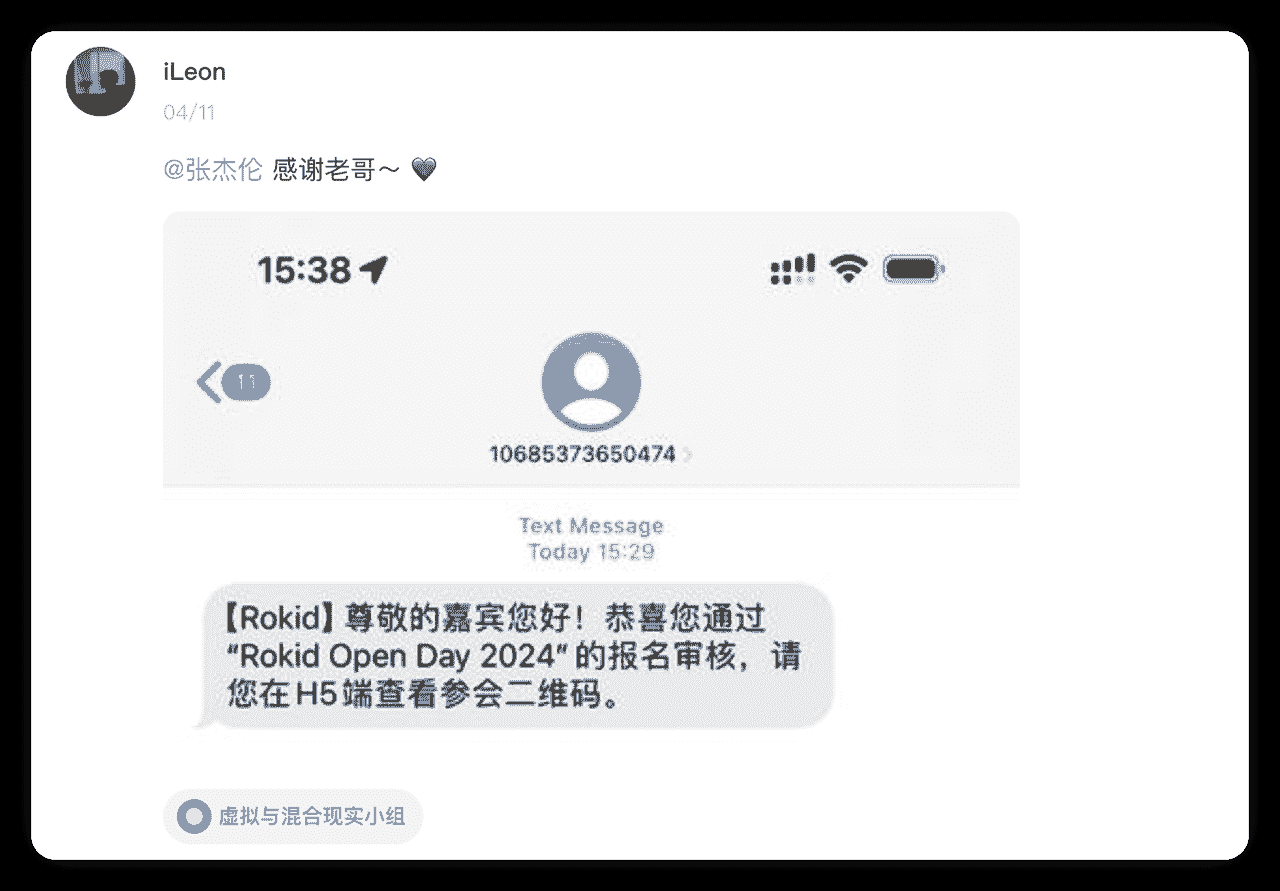 iLeon
04/11
@张杰伦 感谢老哥～ 🖤
15:38
11
10685373650474
Text Message
Today 15:29
【Rokid】尊敬的嘉宾您好！恭喜您通过
“Rokid Open Day 2024”的报名审核，请
您在H5端查看参会二维码。
虚拟与混合现实小组